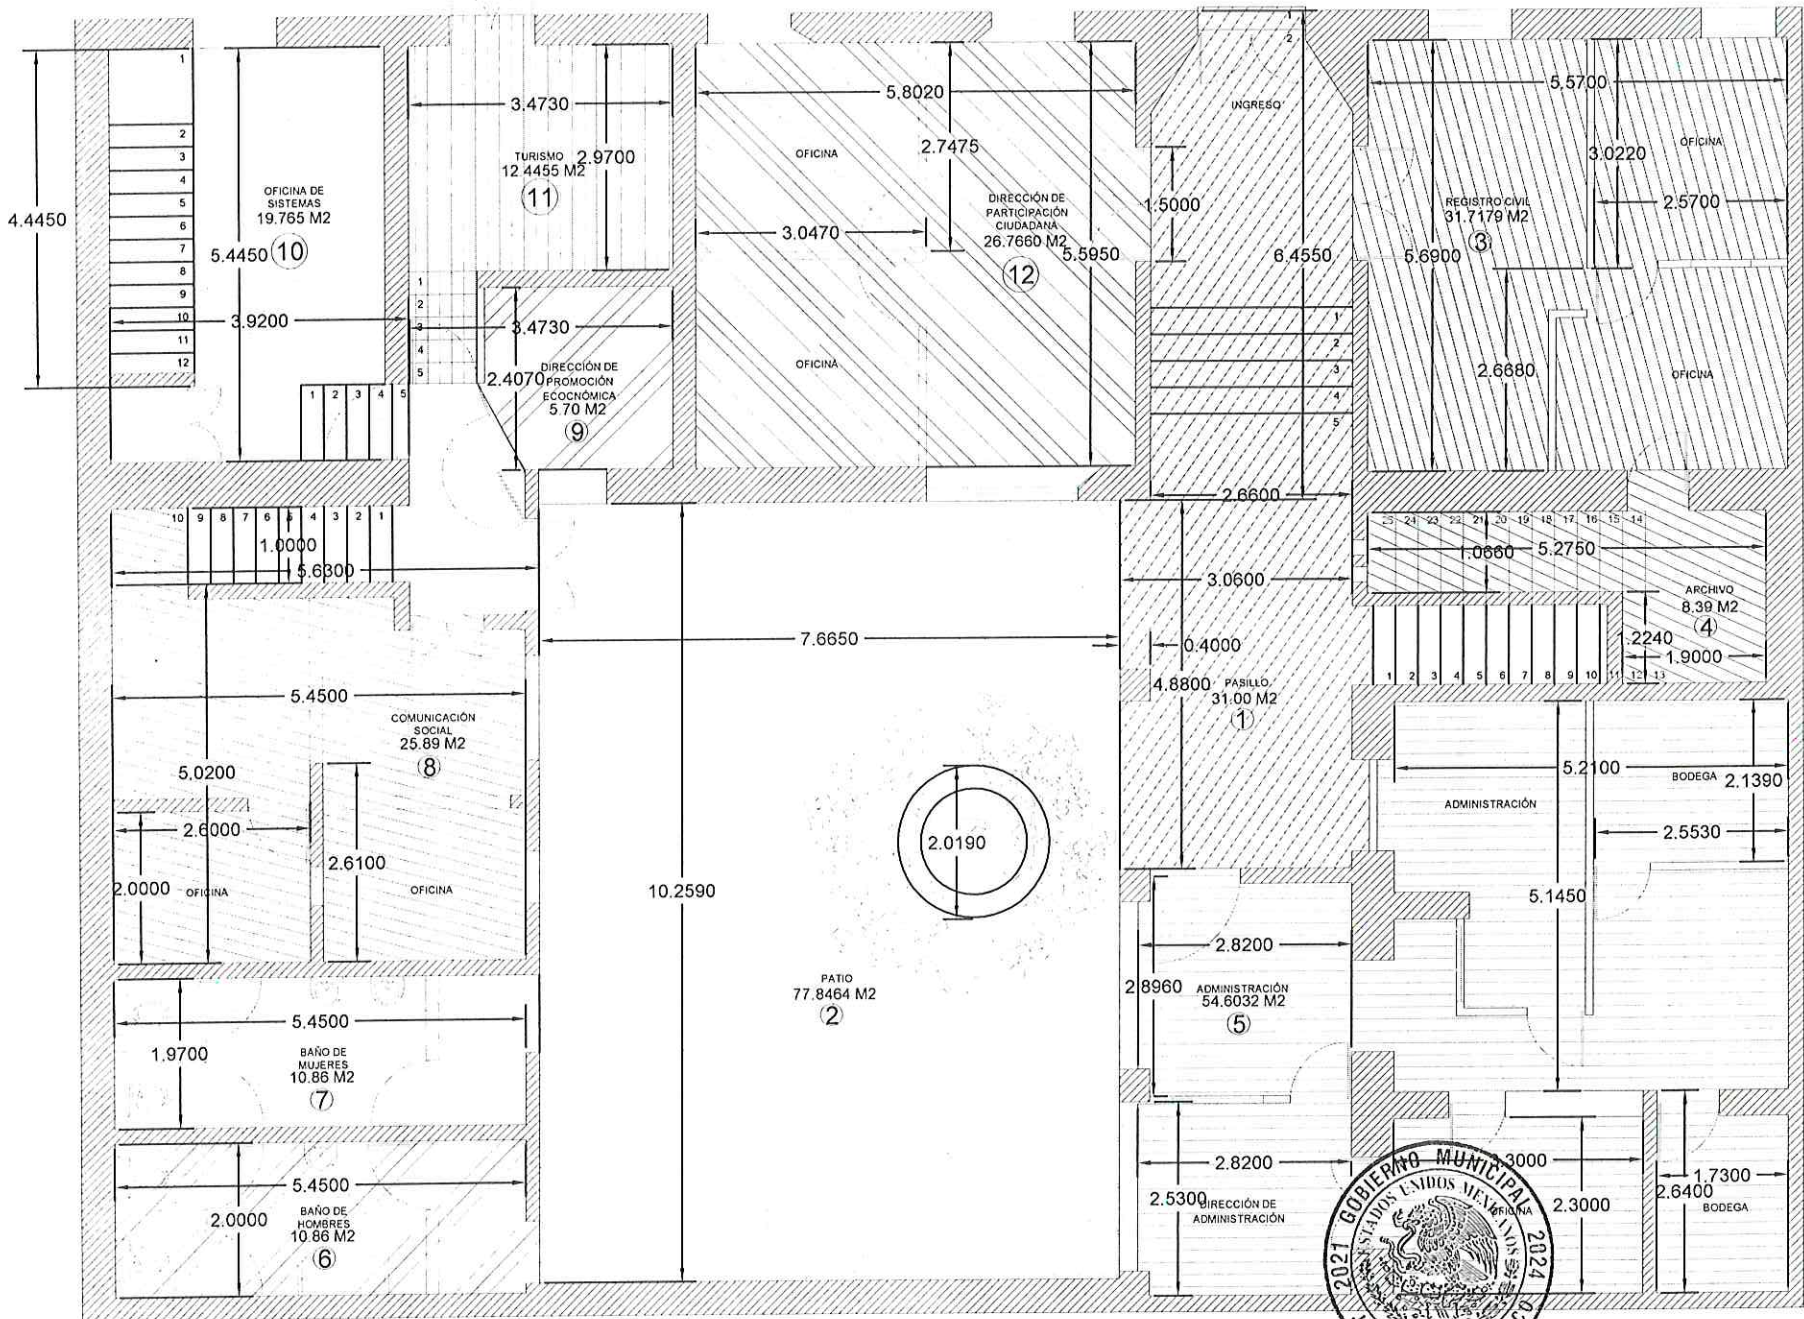 4.4450
1
2
3
4
5
6
7
8
9
10
11
12
OFICINA DE
SISTEMAS
19.765 M2
10
5.4450
3.9200
1 2 3 4 5
3.4730
TURISMO
12.4455 M2
11
2.9700
1
2
3
4
5
3.4730
2.4070
DIRECCIÓN DE
PROMOCIÓN
ECOCNÓMICA
5.70 M2
9
5.8020
OFICINA
2.7475
3.0470
DIRECCIÓN DE
PARTICIPACIÓN
CIUDADANA
26.7660 M2
12
5.5950
OFICINA
1
2
INGRESO
1.5000
6.4550
1
2
3
4
5
2.6600
5.5700
3.0220
OFICINA
2.5700
REGISTRO CIVIL
31.7179 M2
3
5.6900
2.6680
OFICINA
10 9 8 7 6 5 4 3 2 1
1.0000
5.6300
5.4500
COMUNICACIÓN
SOCIAL
25.89 M2
8
5.0200
2.6000
2.6100
2.0000
OFICINA
OFICINA
7.6650
10.2590
2.0190
PATIO
77.8464 M2
2
3.0600
0.4000
4.8800
PASILLO
31.00 M2
1
25 24 23 22 21 20 19 18 17 16 15 14
1.0660
5.2750
ARCHIVO
8.39 M2
4
1.2240
1.9000
1 2 3 4 5 6 7 8 9 10 11 12 13
5.2100
BODEGA
2.1390
ADMINISTRACIÓN
2.5530
5.1450
2.8200
2.8960
ADMINISTRACIÓN
54.6032 M2
5
5.4500
1.9700
BAÑO DE
MUJERES
10.86 M2
7
5.4500
2.0000
BAÑO DE
HOMBRES
10.86 M2
6
2.8200
2.5300
DIRECCIÓN DE
ADMINISTRACIÓN
2.3000
OFICINA
1.7300
2.6400
BODEGA
2021 GOBIERNO MUNICIPAL 2024
ESTADOS UNIDOS MEXICANOS